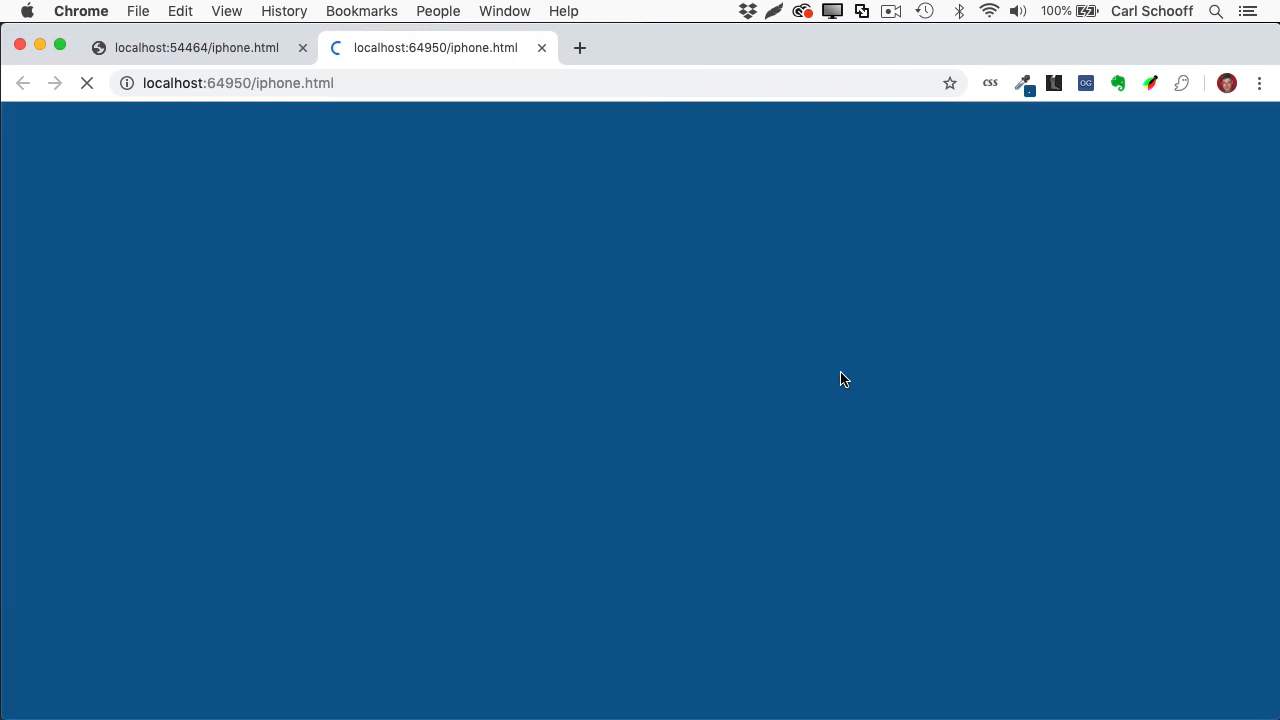 Chrome File Edit View History Bookmarks People Window Help 100% Carl Schooff
localhost:54464/iphone.html localhost:64950/iphone.html
localhost:64950/iphone.html css OG